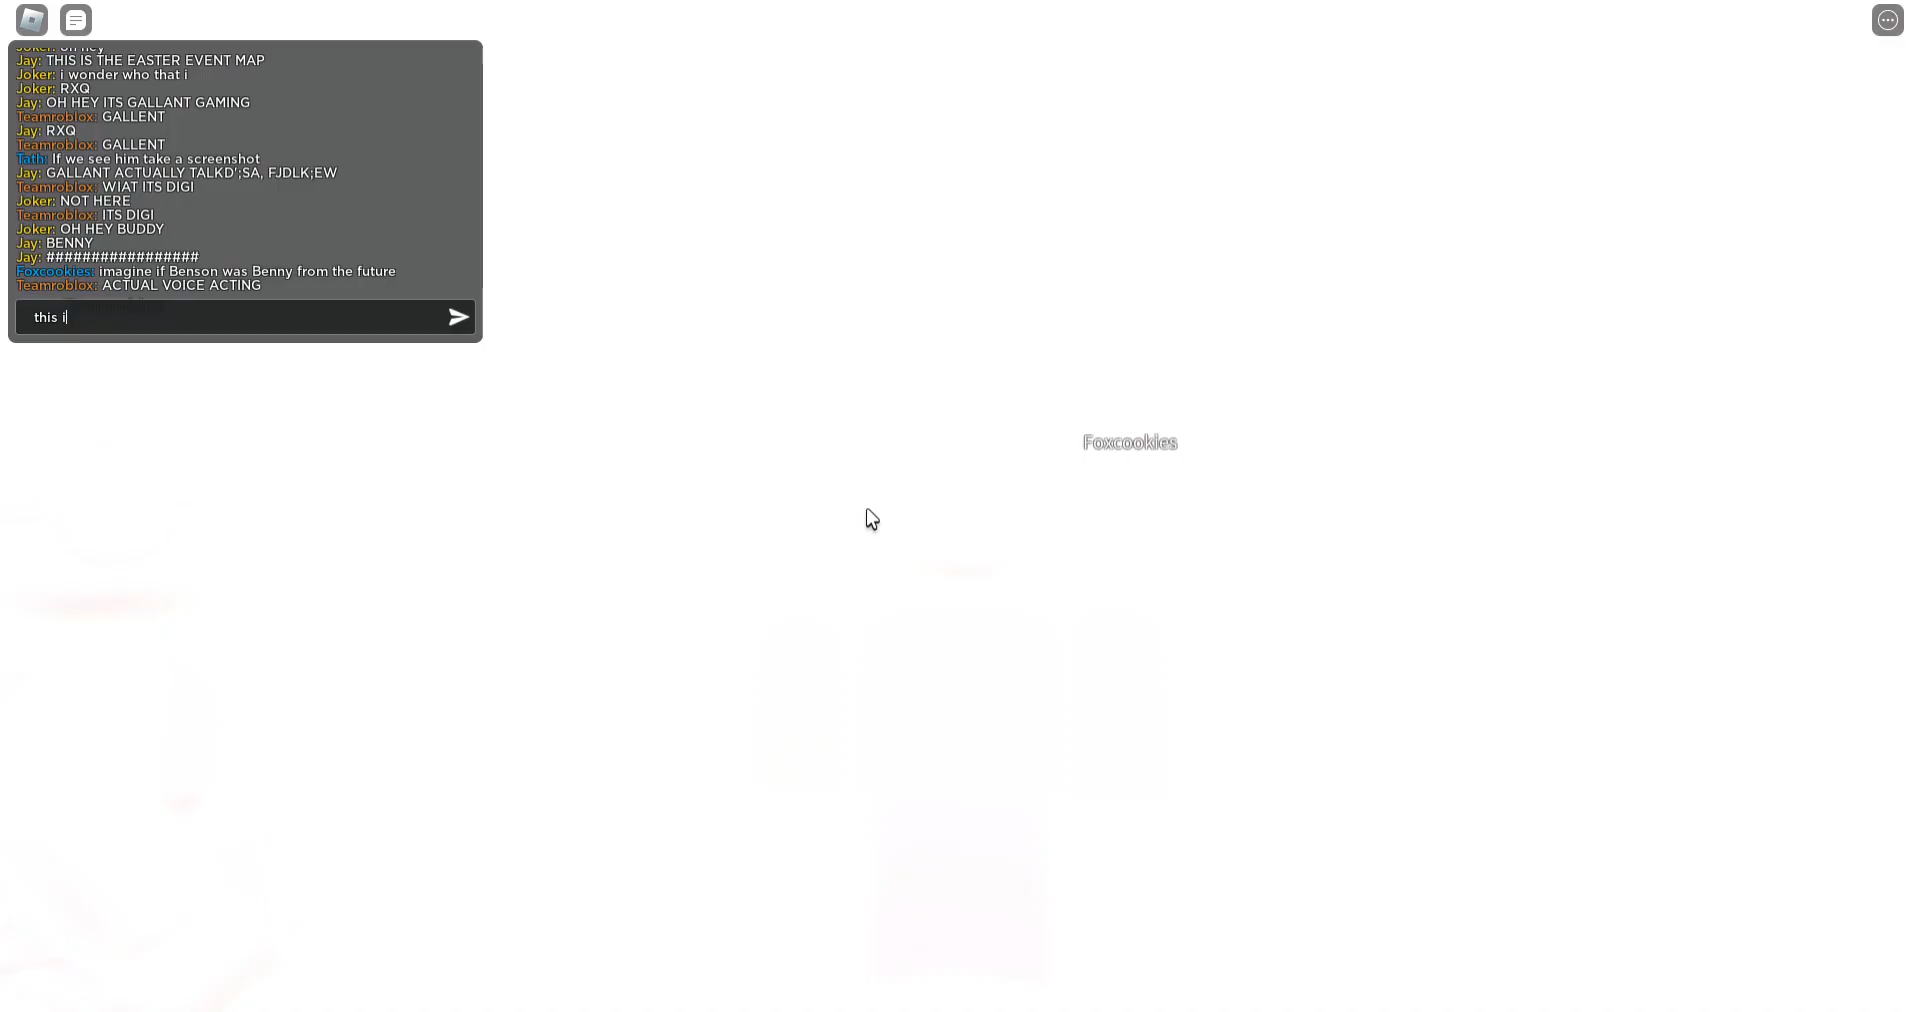 Joker: oh hey
Jay: THIS IS THE EASTER EVENT MAP
Joker: i wonder who that i
Joker: RXQ
Jay: OH HEY ITS GALLANT GAMING
Teamroblox: GALLENT
Jay: RXQ
Teamroblox: GALLENT
Tath: If we see him take a screenshot
Jay: GALLANT ACTUALLY TALKD';SA, FJDLK;EW
Teamroblox: WIAT ITS DIGI
Joker: NOT HERE
Teamroblox: ITS DIGI
Joker: OH HEY BUDDY
Jay: BENNY
Jay: #################
Foxcookies: imagine if Benson was Benny from the future
Teamroblox: ACTUAL VOICE ACTING
this i
Foxcookies